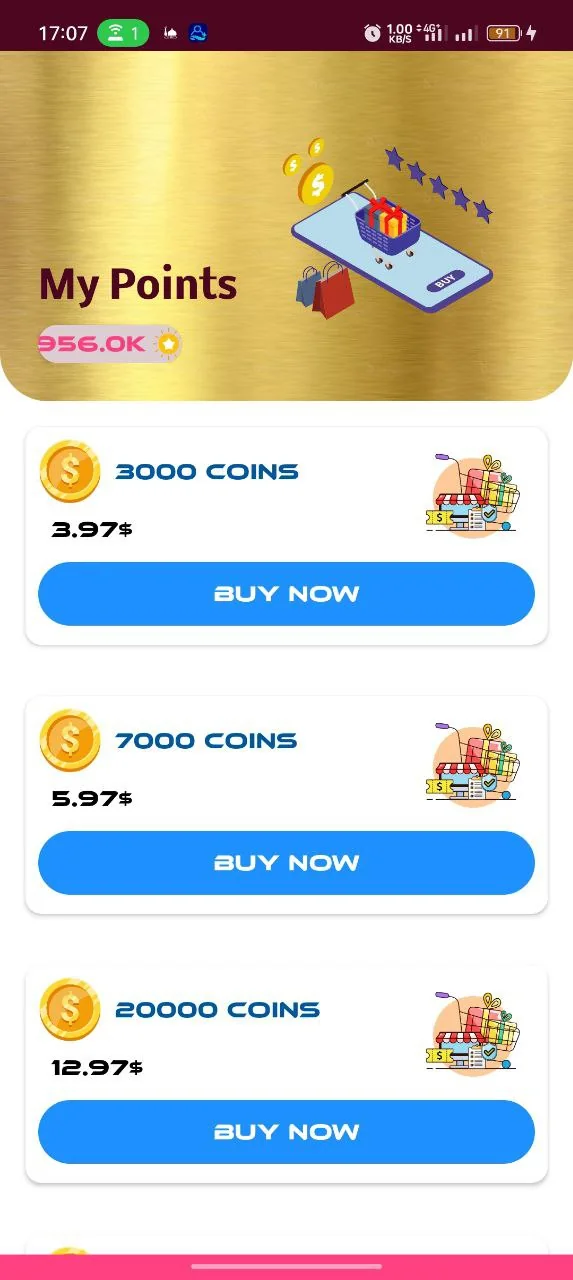 17:07 1 1.00 KB/S 4G+ 91
BUY
My Points
956.0K
3000 COINS
3.97$
BUY NOW
7000 COINS
5.97$
BUY NOW
20000 COINS
12.97$
BUY NOW